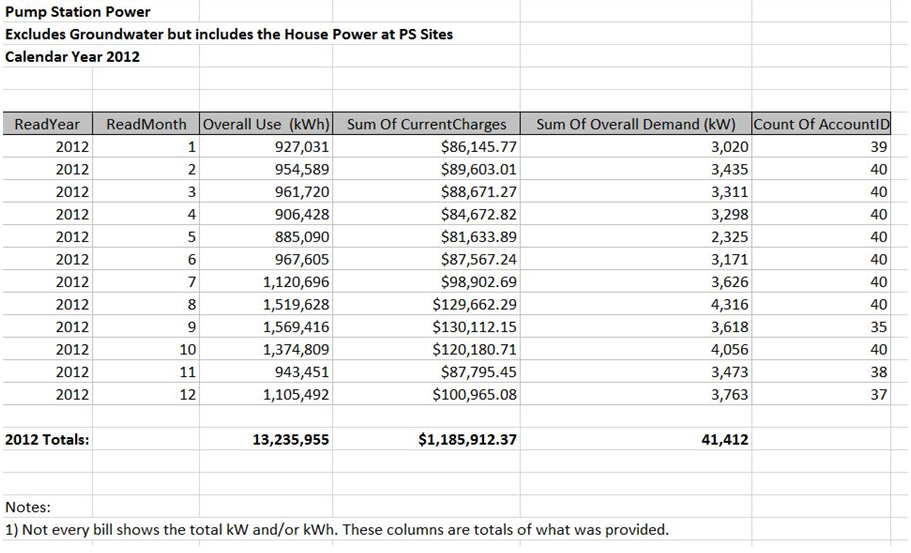 Pump Station Power
Excludes Groundwater but includes the House Power at PS Sites
Calendar Year 2012
ReadYear ReadMonth Overall Use (kWh) Sum Of CurrentCharges Sum Of Overall Demand (kW) Count Of AccountID
2012 1 927,031 $86,145.77 3,020 39
2012 2 954,589 $89,603.01 3,435 40
2012 3 961,720 $88,671.27 3,311 40
2012 4 906,428 $84,672.82 3,298 40
2012 5 885,090 $81,633.89 2,325 40
2012 6 967,605 $87,567.24 3,171 40
2012 7 1,120,696 $98,902.69 3,626 40
2012 8 1,519,628 $129,662.29 4,316 40
2012 9 1,569,416 $130,112.15 3,618 35
2012 10 1,374,809 $120,180.71 4,056 40
2012 11 943,451 $87,795.45 3,473 38
2012 12 1,105,492 $100,965.08 3,763 37
2012 Totals: 13,235,955 $1,185,912.37 41,412
Notes:
1) Not every bill shows the total kW and/or kWh. These columns are totals of what was provided.